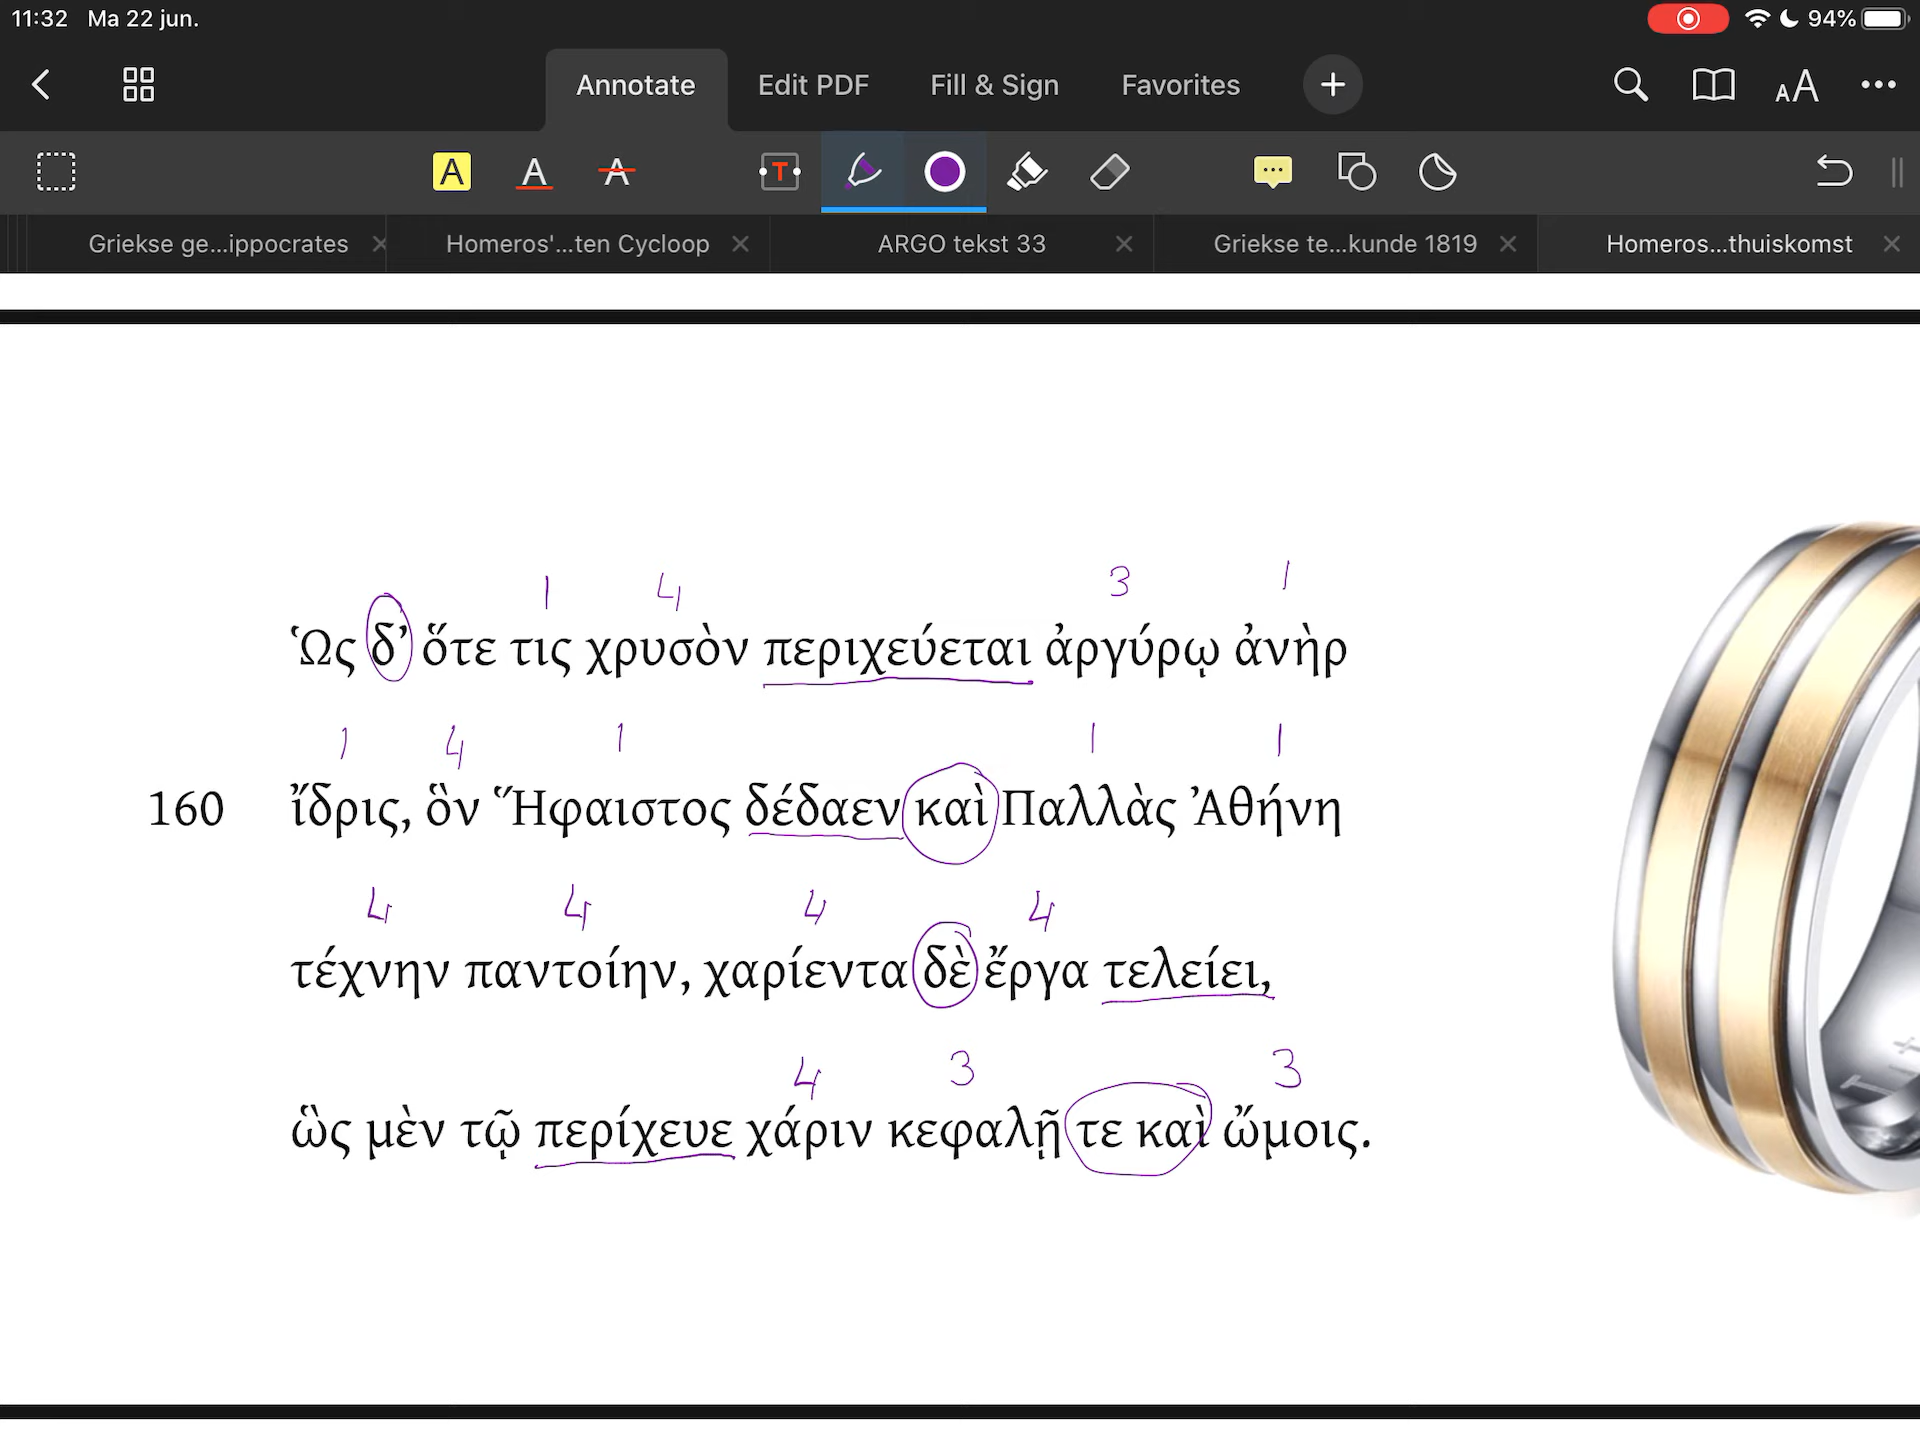 11:32 Ma 22 jun. 94%
Annotate Edit PDF Fill & Sign Favorites
Griekse ge...ippocrates Homeros'...ten Cycloop ARGO tekst 33 Griekse te...kunde 1819 Homeros...thuiskomst
1 4 3 1
Ὡς δ’ ὅτε τις χρυσὸν περιχεύεται ἀργύρῳ ἀνὴρ
1 4 1 1 1
160 ἴδρις, ὃν Ἥφαιστος δέδαεν καὶ Παλλὰς Ἀθήνη
4 4 4 4
τέχνην παντοίην, χαρίεντα δὲ ἔργα τελείει,
4 3 3
ὣς μὲν τῷ περίχευε χάριν κεφαλῇ τε καὶ ὤμοις.